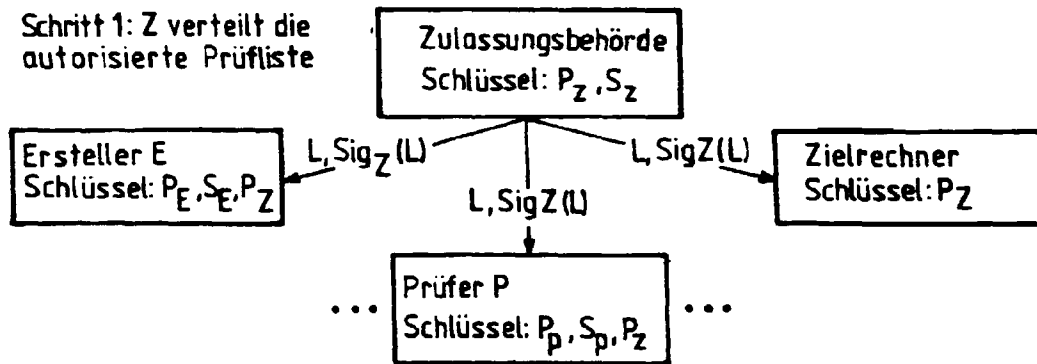 Schritt 1: Z verteilt die
autorisierte Prüfliste
Zulassungsbehörde
Schlüssel: P_Z, S_Z
Ersteller E
Schlüssel: P_E, S_E, P_Z
L, Sig_Z(L)
L, SigZ(L)
L, SigZ(L)
Zielrechner
Schlüssel: P_Z
Prüfer P
Schlüssel: P_p, S_p, P_z
... ...